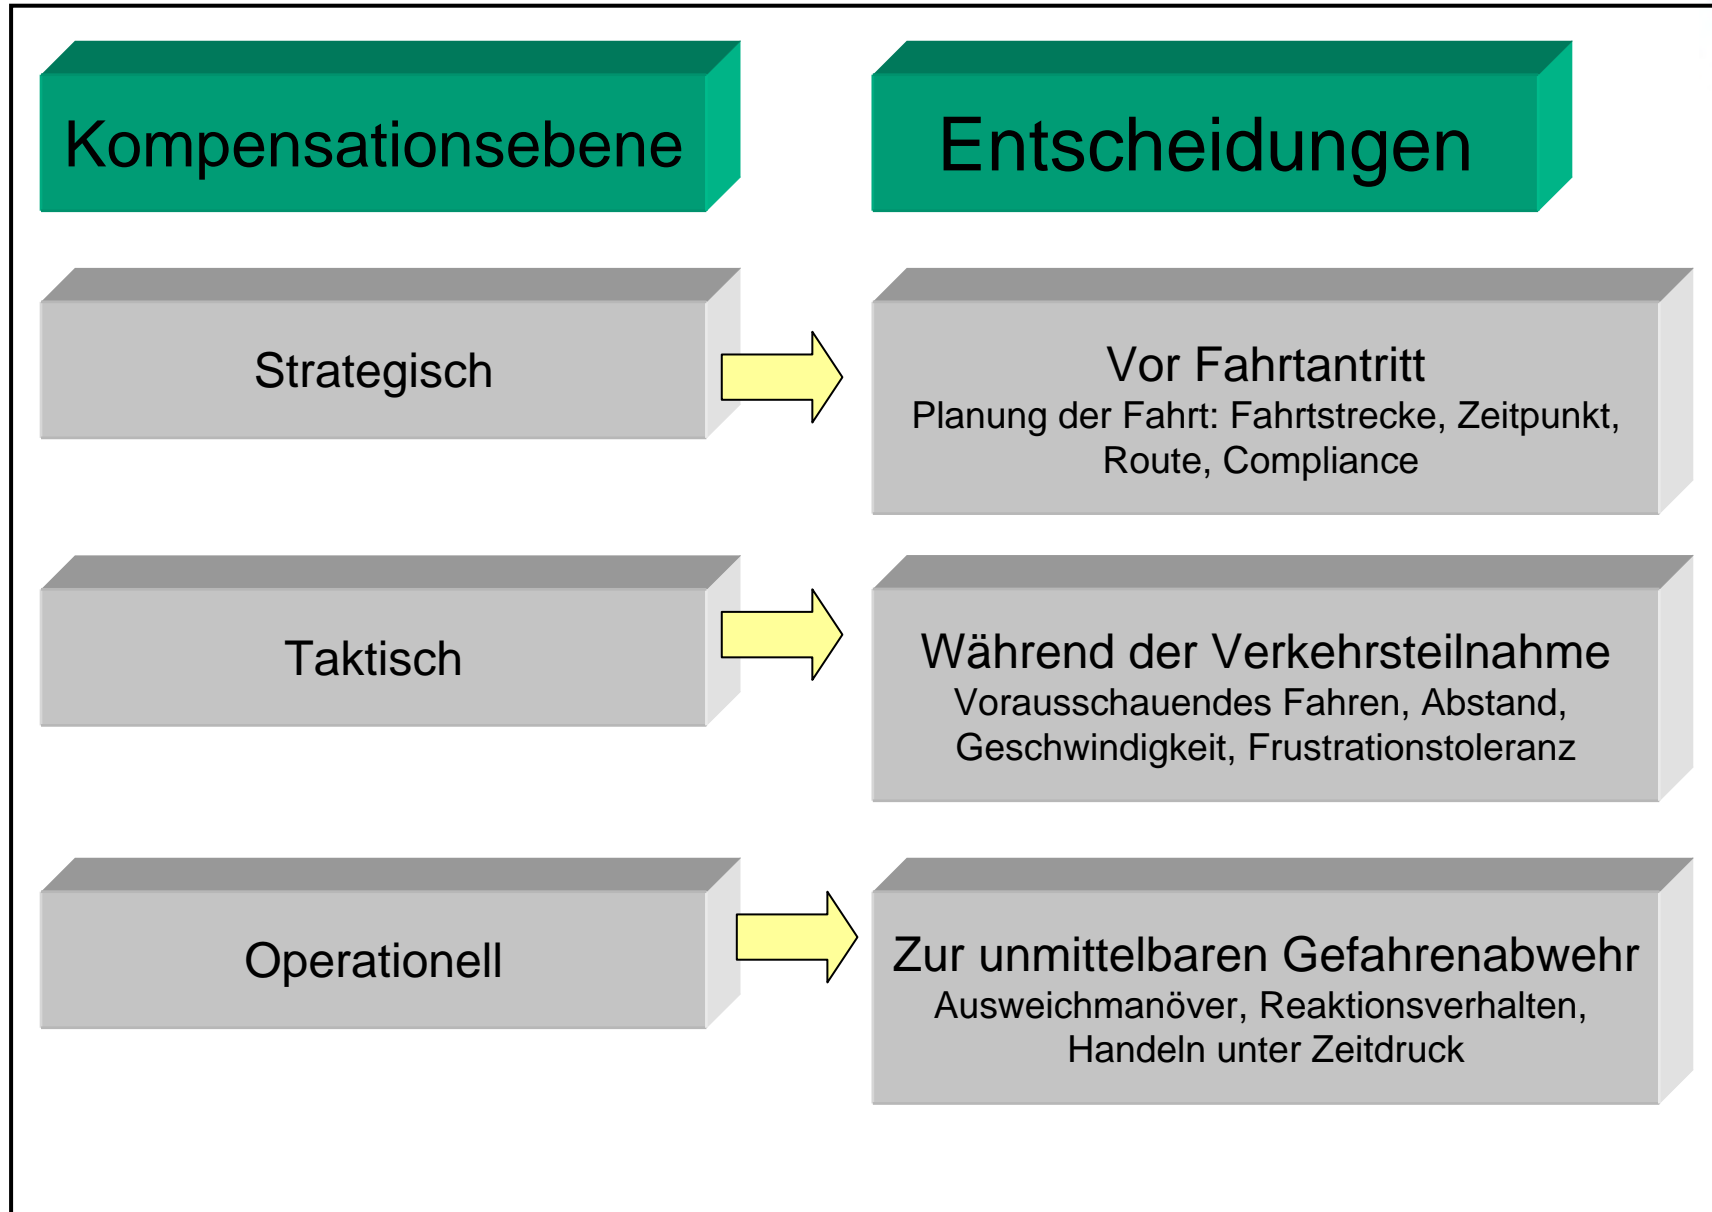 Kompensationsebene
Entscheidungen
Strategisch
Vor Fahrtantritt
Planung der Fahrt: Fahrtstrecke, Zeitpunkt,
Route, Compliance
Taktisch
Während der Verkehrsteilnahme
Vorausschauendes Fahren, Abstand,
Geschwindigkeit, Frustrationstoleranz
Operationell
Zur unmittelbaren Gefahrenabwehr
Ausweichmanöver, Reaktionsverhalten,
Handeln unter Zeitdruck